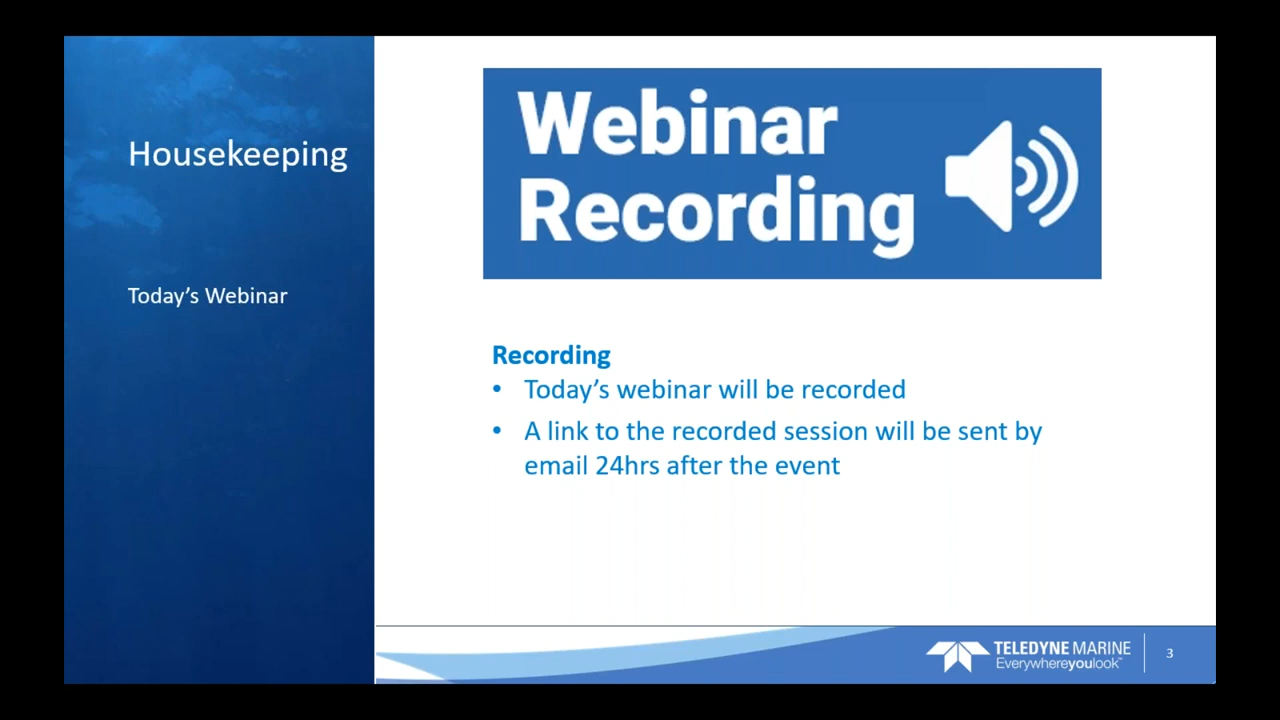 Housekeeping
Today’s Webinar
Webinar
Recording
Recording
• Today’s webinar will be recorded
• A link to the recorded session will be sent by
email 24hrs after the event
TELEDYNE MARINE
Everywhereyoulook™
3